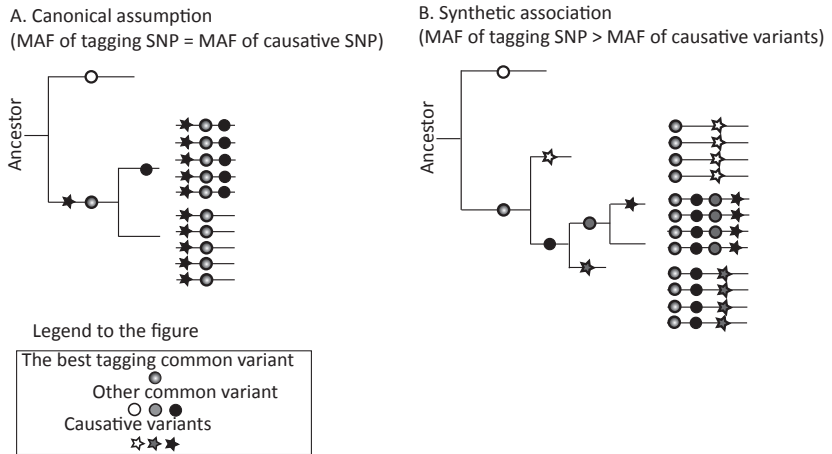 A. Canonical assumption
(MAF of tagging SNP = MAF of causative SNP)
Ancestor
B. Synthetic association
(MAF of tagging SNP > MAF of causative variants)
Ancestor
Legend to the figure
The best tagging common variant
Other common variant
Causative variants